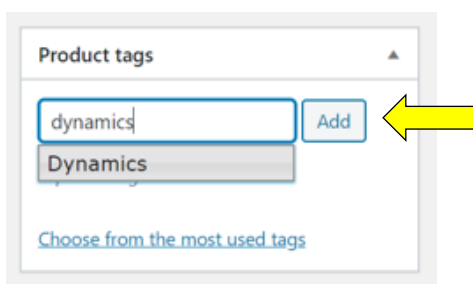 Product tags
dynamics Add
Dynamics
Choose from the most used tags